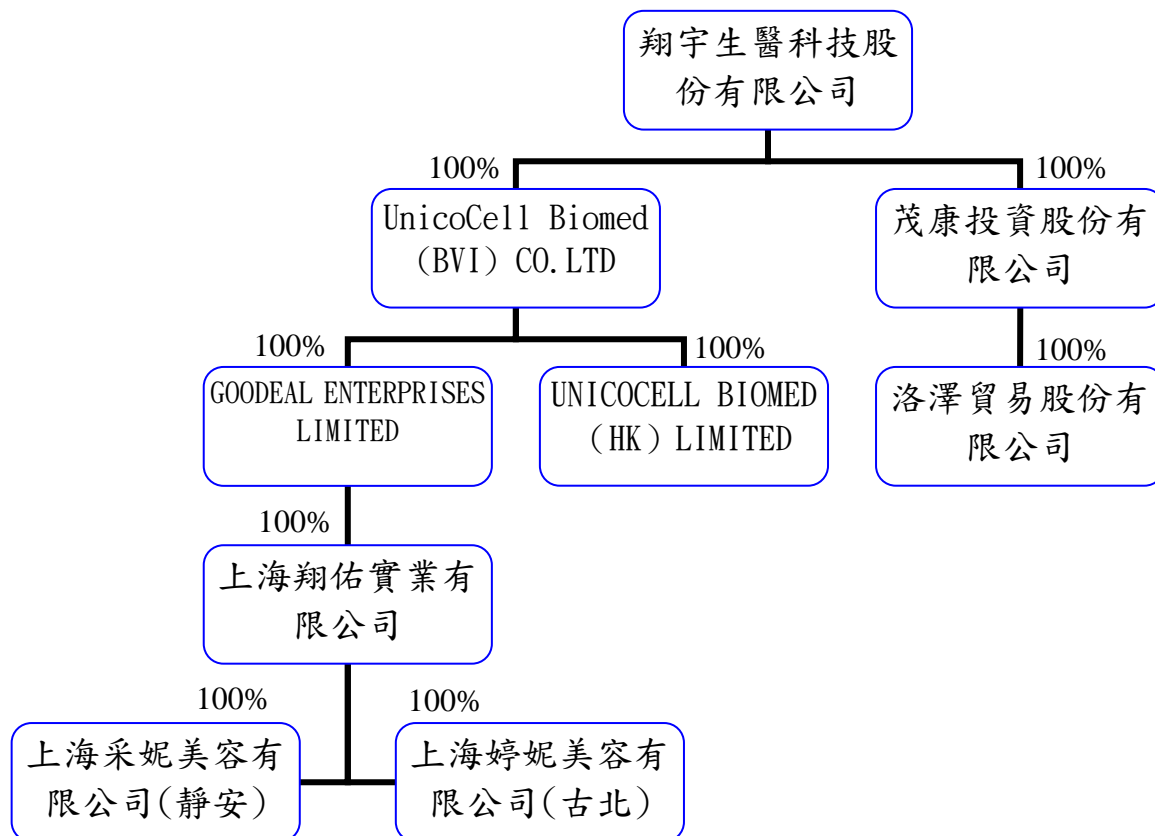 翔宇生醫科技股
份有限公司
100%
100%
UnicoCell Biomed
(BVI) CO.LTD
茂康投資股份有
限公司
100%
100%
100%
GOODEAL ENTERPRISES
LIMITED
UNICOCELL BIOMED
(HK) LIMITED
洛澤貿易股份有
限公司
100%
上海翔佑實業有
限公司
100%
100%
上海采妮美容有
限公司(靜安)
上海婷妮美容有
限公司(古北)